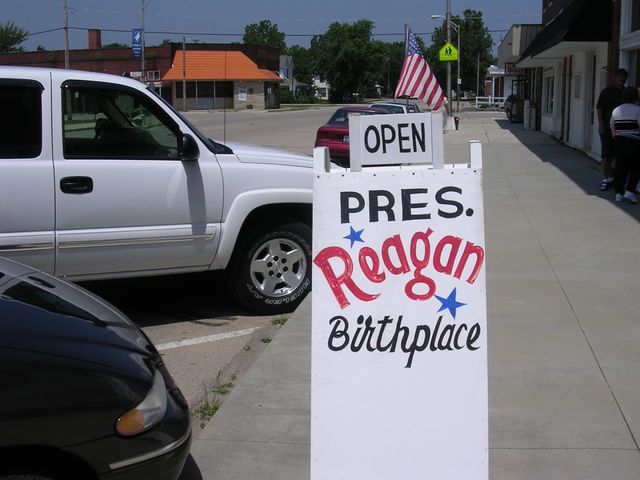 OPEN
PRES.
Reagan
Birthplace